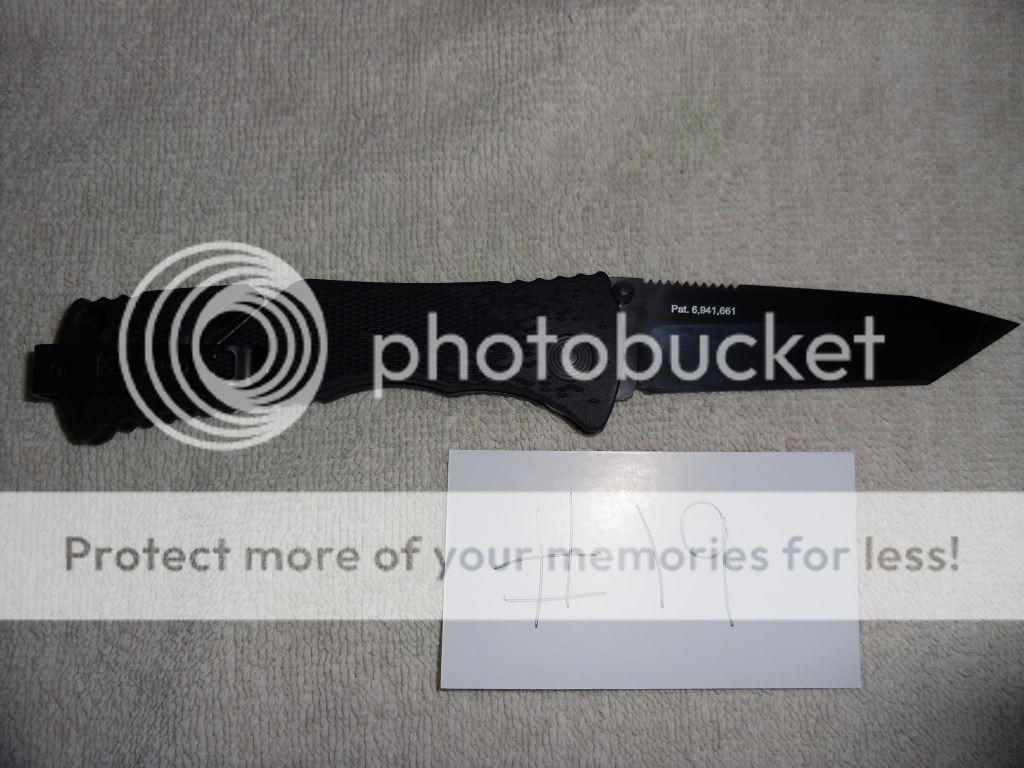 Pat. 6,941,661
photobucket
Protect more of your memories for less!
# 19